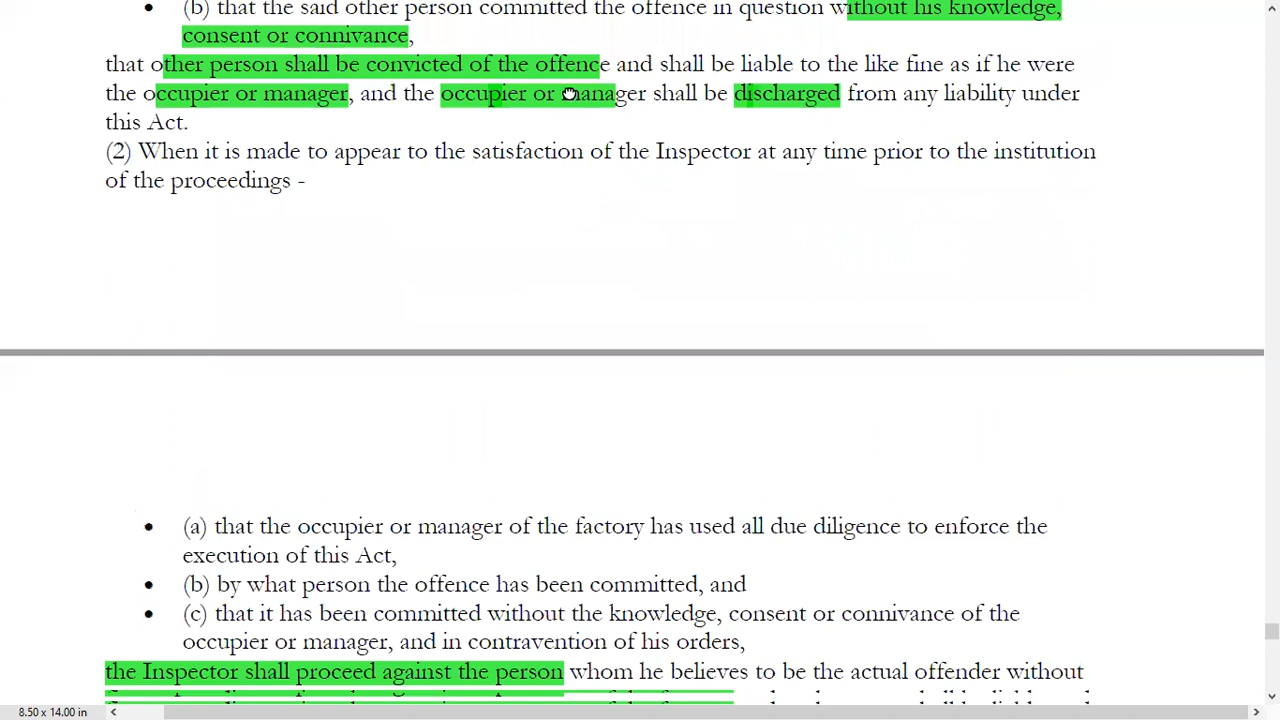 • (b) that the said other person committed the offence in question without his knowledge,
consent or connivance,
that other person shall be convicted of the offence and shall be liable to the like fine as if he were
the occupier or manager, and the occupier or manager shall be discharged from any liability under
this Act.
(2) When it is made to appear to the satisfaction of the Inspector at any time prior to the institution
of the proceedings -
• (a) that the occupier or manager of the factory has used all due diligence to enforce the
execution of this Act,
• (b) by what person the offence has been committed, and
• (c) that it has been committed without the knowledge, consent or connivance of the
occupier or manager, and in contravention of his orders,
the Inspector shall proceed against the person whom he believes to be the actual offender without
8.50 x 14.00 in